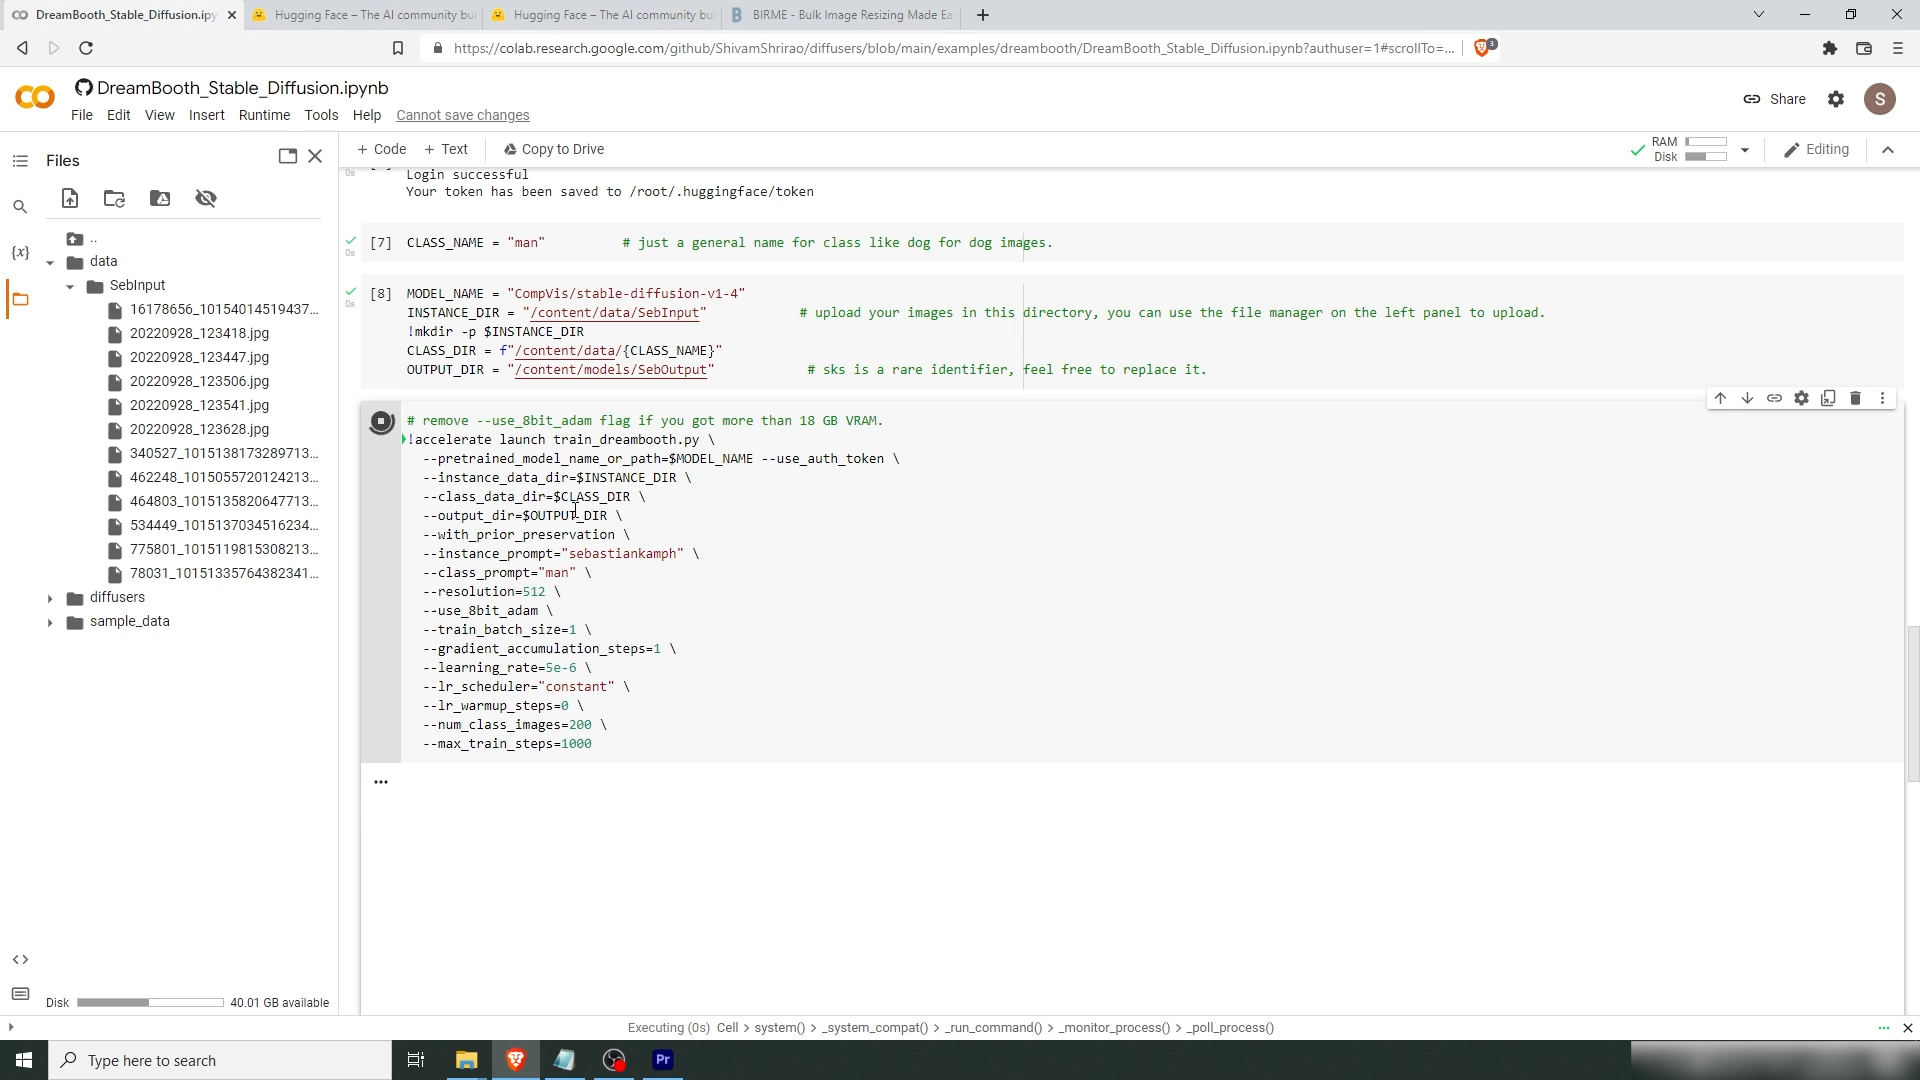 DreamBooth_Stable_Diffusion.ipy
Hugging Face – The AI community bui
Hugging Face – The AI community bui
BIRME - Bulk Image Resizing Made Ea
https://colab.research.google.com/github/ShivamShrirao/diffusers/blob/main/examples/dreambooth/DreamBooth_Stable_Diffusion.ipynb?authuser=1#scrollTo=...
3
DreamBooth_Stable_Diffusion.ipynb
File Edit View Insert Runtime Tools Help Cannot save changes
Share
S
Files
+ Code + Text Copy to Drive
RAM
Disk
Editing
..
data
SebInput
16178656_10154014519437...
20220928_123418.jpg
20220928_123447.jpg
20220928_123506.jpg
20220928_123541.jpg
20220928_123628.jpg
340527_1015138173289713...
462248_1015055720124213...
464803_1015135820647713...
534449_1015137034516234...
775801_1015119815308213...
78031_10151335764382341...
diffusers
sample_data
Disk 40.01 GB available
0s
Login successful
Your token has been saved to /root/.huggingface/token
0s
[7] CLASS_NAME = "man" # just a general name for class like dog for dog images.
0s
[8] MODEL_NAME = "CompVis/stable-diffusion-v1-4"
INSTANCE_DIR = "/content/data/SebInput" # upload your images in this directory, you can use the file manager on the left panel to upload.
!mkdir -p $INSTANCE_DIR
CLASS_DIR = f"/content/data/{CLASS_NAME}"
OUTPUT_DIR = "/content/models/SebOutput" # sks is a rare identifier, feel free to replace it.
# remove --use_8bit_adam flag if you got more than 18 GB VRAM.
!accelerate launch train_dreambooth.py \
--pretrained_model_name_or_path=$MODEL_NAME --use_auth_token \
--instance_data_dir=$INSTANCE_DIR \
--class_data_dir=$CLASS_DIR \
--output_dir=$OUTPUT_DIR \
--with_prior_preservation \
--instance_prompt="sebastiankamph" \
--class_prompt="man" \
--resolution=512 \
--use_8bit_adam \
--train_batch_size=1 \
--gradient_accumulation_steps=1 \
--learning_rate=5e-6 \
--lr_scheduler="constant" \
--lr_warmup_steps=0 \
--num_class_images=200 \
--max_train_steps=1000
...
Executing (0s) Cell > system() > _system_compat() > _run_command() > _monitor_process() > _poll_process()
Type here to search
Pr